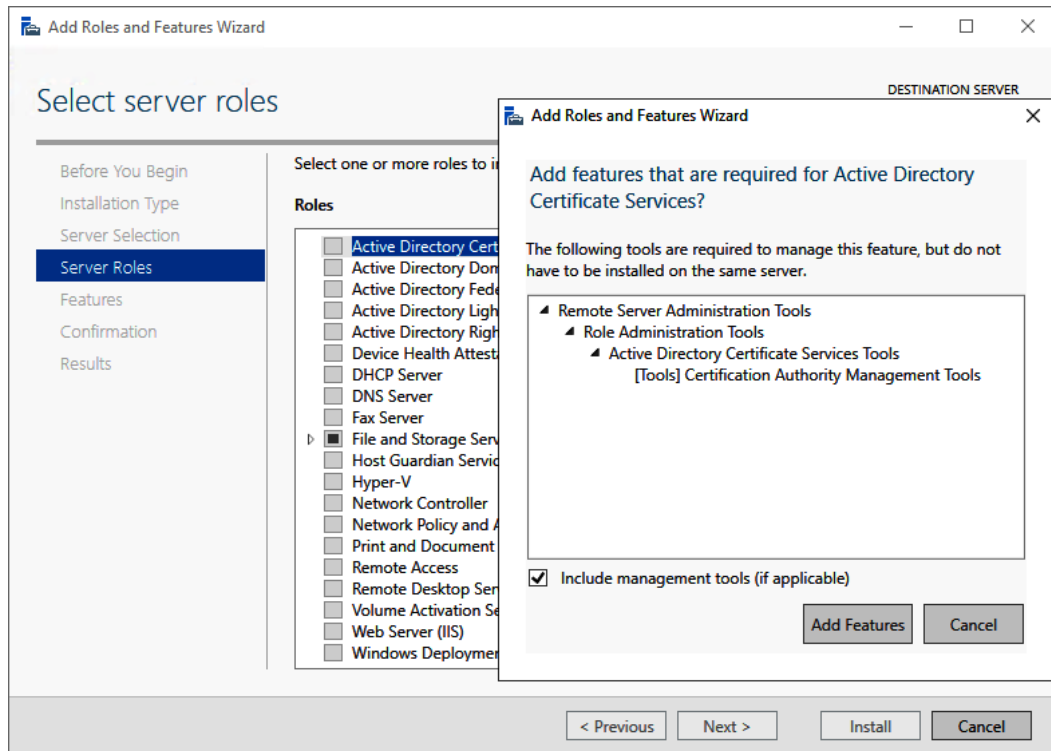 Add Roles and Features Wizard
Select server roles
DESTINATION SERVER
Before You Begin
Installation Type
Server Selection
Server Roles
Features
Confirmation
Results
Select one or more roles to
Roles
Active Directory Cert
Active Directory Dom
Active Directory Fede
Active Directory Ligh
Active Directory Righ
Device Health Attest
DHCP Server
DNS Server
Fax Server
File and Storage Serv
Host Guardian Servic
Hyper-V
Network Controller
Network Policy and A
Print and Document
Remote Access
Remote Desktop Ser
Volume Activation Se
Web Server (IIS)
Windows Deploymen
Add Roles and Features Wizard
Add features that are required for Active Directory
Certificate Services?
The following tools are required to manage this feature, but do not
have to be installed on the same server.
Remote Server Administration Tools
Role Administration Tools
Active Directory Certificate Services Tools
[Tools] Certification Authority Management Tools
Include management tools (if applicable)
Add Features
Cancel
< Previous
Next >
Install
Cancel